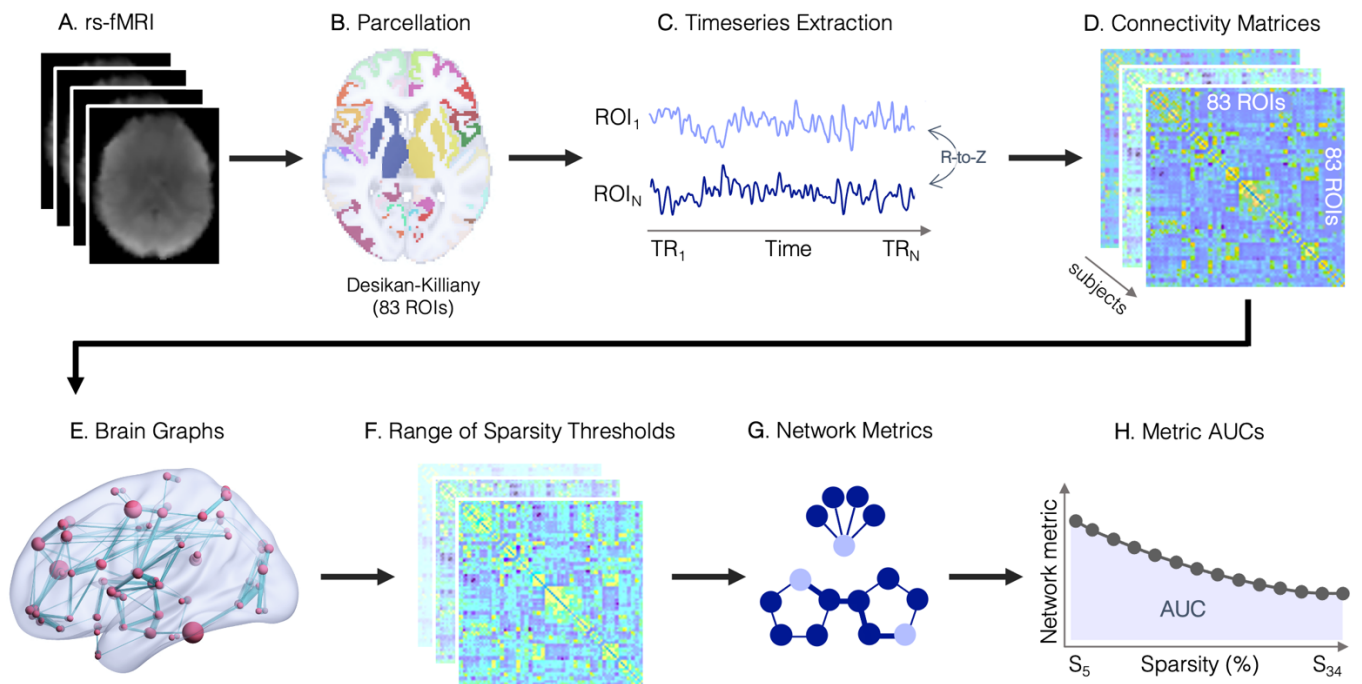 A. rs-fMRI
B. Parcellation
C. Timeseries Extraction
D. Connectivity Matrices
Desikan-Killiany
(83 ROIs)
ROI1
ROIN
R-to-Z
TR1
Time
TRN
83 ROIs
83 ROIs
subjects
E. Brain Graphs
F. Range of Sparsity Thresholds
G. Network Metrics
H. Metric AUCs
Network metric
AUC
S5
Sparsity (%)
S34